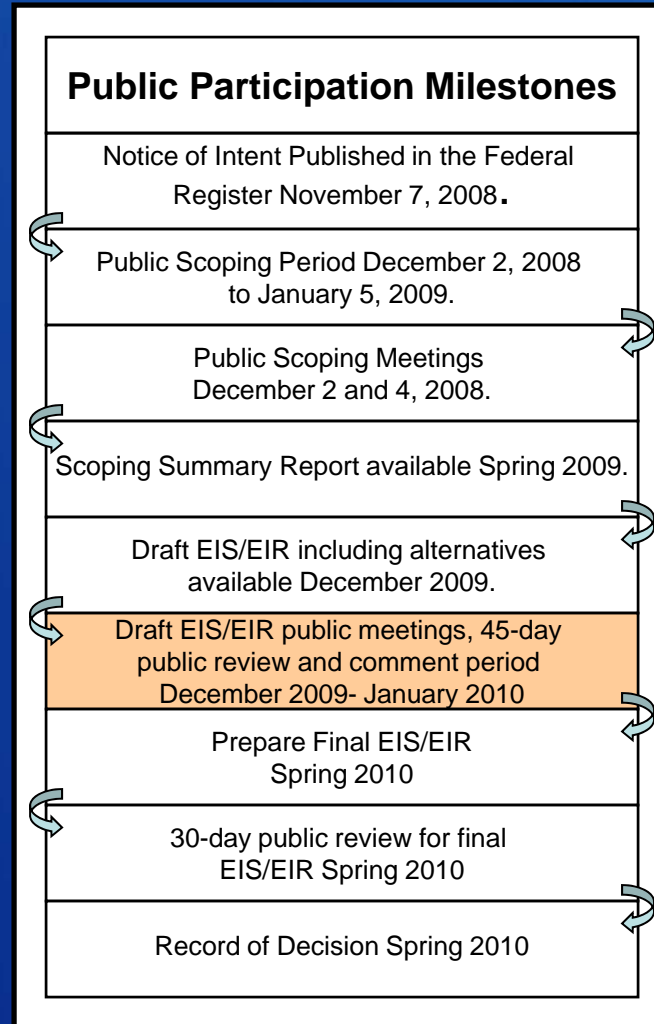 Public Participation Milestones
Notice of Intent Published in the Federal
Register November 7, 2008.
Public Scoping Period December 2, 2008
to January 5, 2009.
Public Scoping Meetings
December 2 and 4, 2008.
Scoping Summary Report available Spring 2009.
Draft EIS/EIR including alternatives
available December 2009.
Draft EIS/EIR public meetings, 45-day
public review and comment period
December 2009- January 2010
Prepare Final EIS/EIR
Spring 2010
30-day public review for final
EIS/EIR Spring 2010
Record of Decision Spring 2010